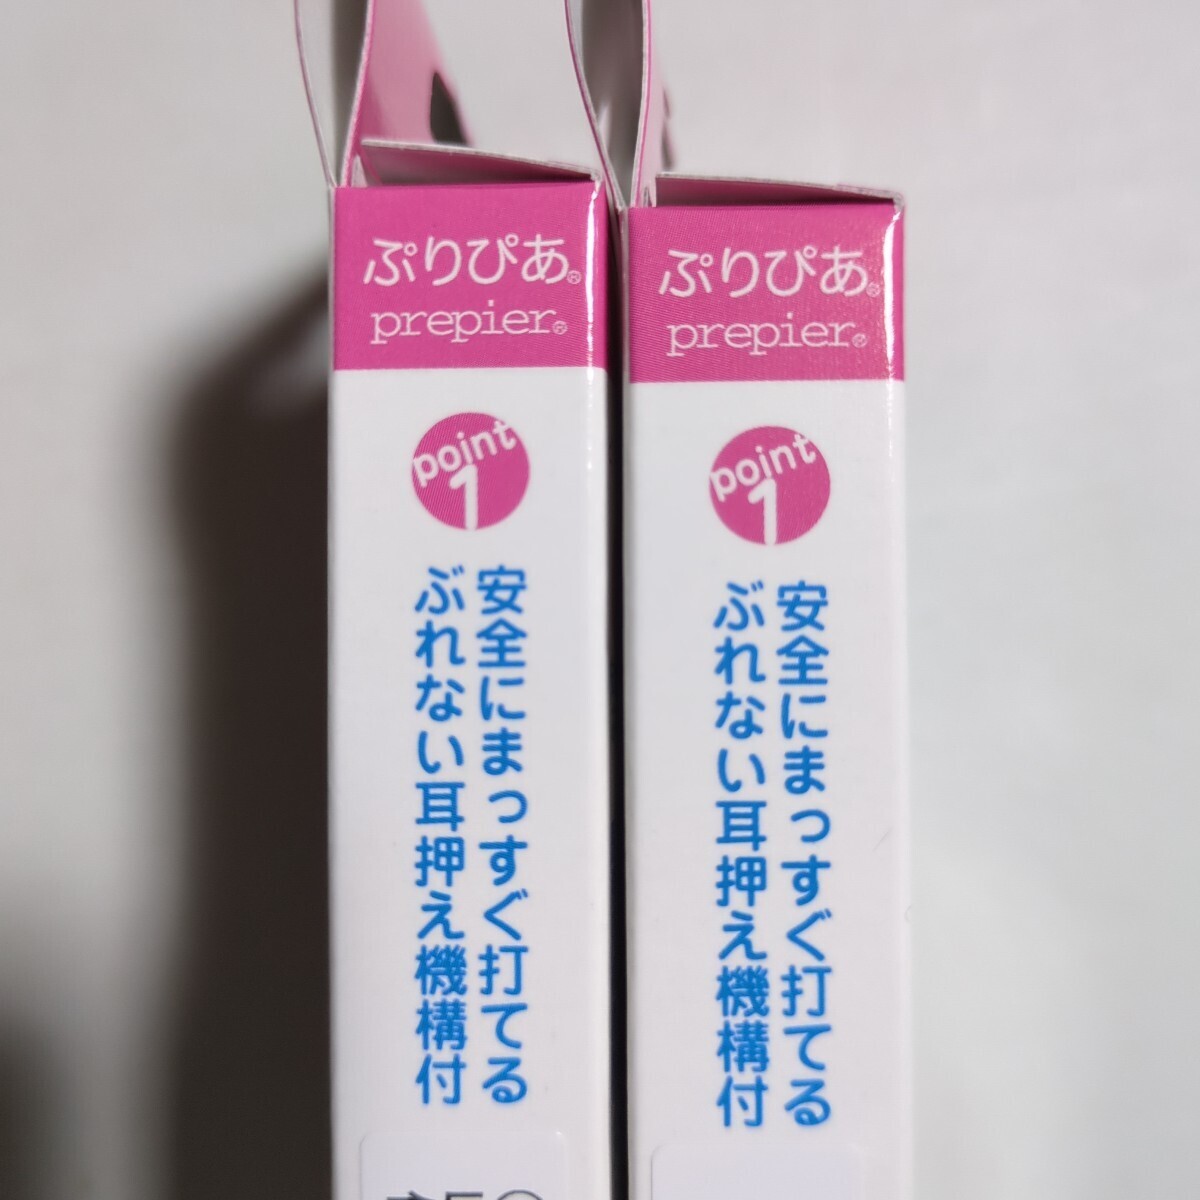 ぷりぴあ®
prepier®
point
1
安全にまっすぐ打てる
ぶれない耳押え機構付
ぷりぴあ®
prepier®
point
1
安全にまっすぐ打てる
ぶれない耳押え機構付